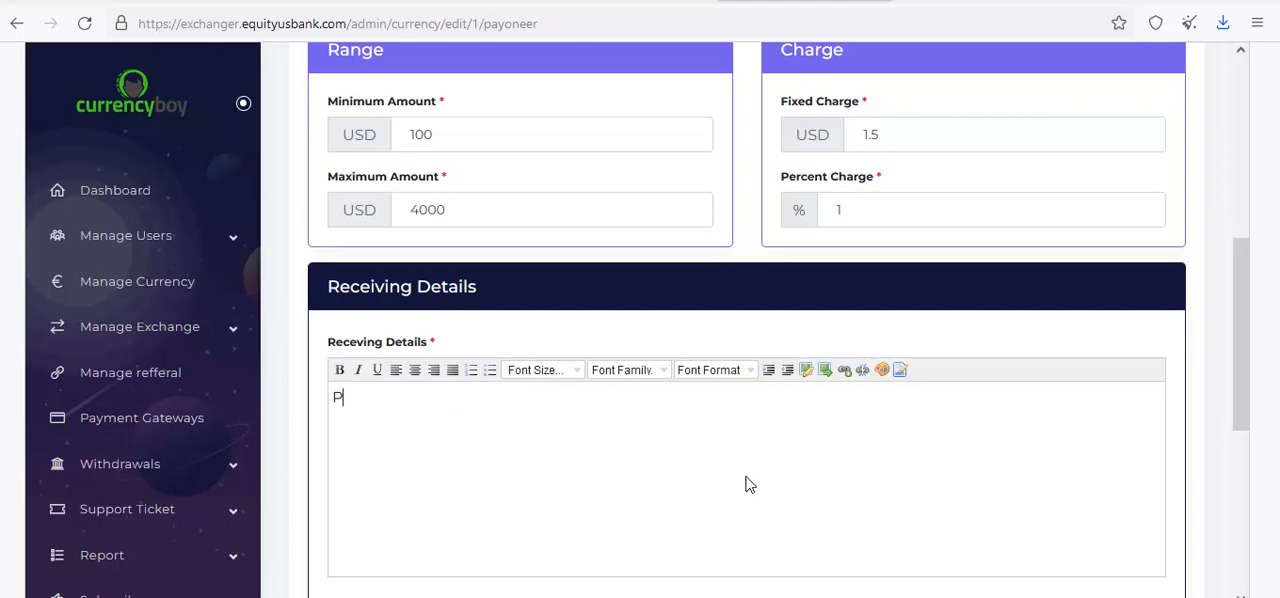 https://exchanger.equityusbank.com/admin/currency/edit/1/payoneer
currencyboy
Dashboard
Manage Users
Manage Currency
Manage Exchange
Manage refferal
Payment Gateways
Withdrawals
Support Ticket
Report
Range
Minimum Amount *
USD 100
Maximum Amount *
USD 4000
Charge
Fixed Charge *
USD 1.5
Percent Charge *
% 1
Receiving Details
Receving Details *
B I U Font Size... Font Family. Font Format
P